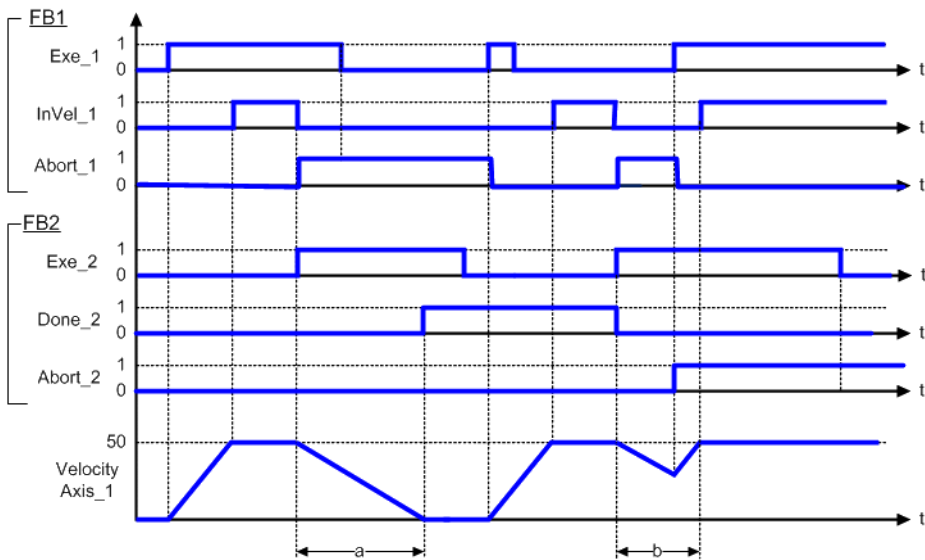 FB1
Exe_1
1
0
t
InVel_1
1
0
t
Abort_1
1
0
t
FB2
Exe_2
1
0
t
Done_2
1
0
t
Abort_2
1
0
t
50
Velocity
Axis_1
t
a
b